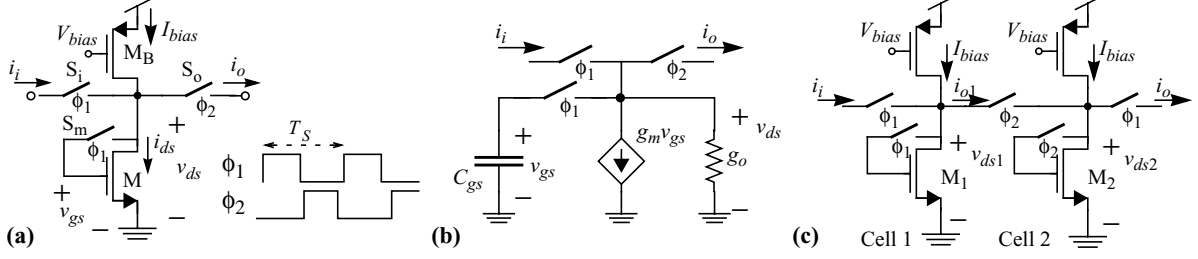 V_bias
I_bias
M_B
i_i
S_i
S_o
i_o
ϕ_1
ϕ_2
S_m
ϕ_1
+
i_ds
v_ds
M
+
v_gs
−
−
T_S
ϕ_1
ϕ_2
(a)
i_i
i_o
ϕ_1
ϕ_2
ϕ_1
+
v_gs
−
C_gs
g_m v_gs
g_o
+
v_ds
−
(b)
V_bias
I_bias
V_bias
I_bias
i_i
i_o1
i_o
ϕ_1
ϕ_2
ϕ_1
ϕ_1
+
v_ds1
M_1
−
ϕ_2
+
v_ds2
M_2
−
(c)
Cell 1
Cell 2